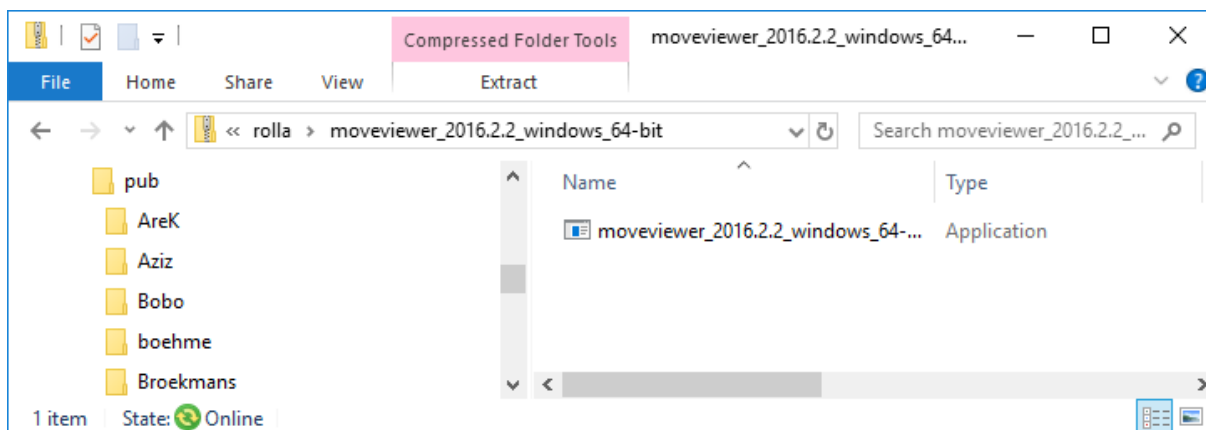 Compressed Folder Tools moveviewer_2016.2.2_windows_64...
File Home Share View Extract
« rolla > moveviewer_2016.2.2_windows_64-bit Search moveviewer_2016.2.2_...
pub Name Type
AreK moveviewer_2016.2.2_windows_64-... Application
Aziz
Bobo
boehme
Broekmans
1 item State: Online